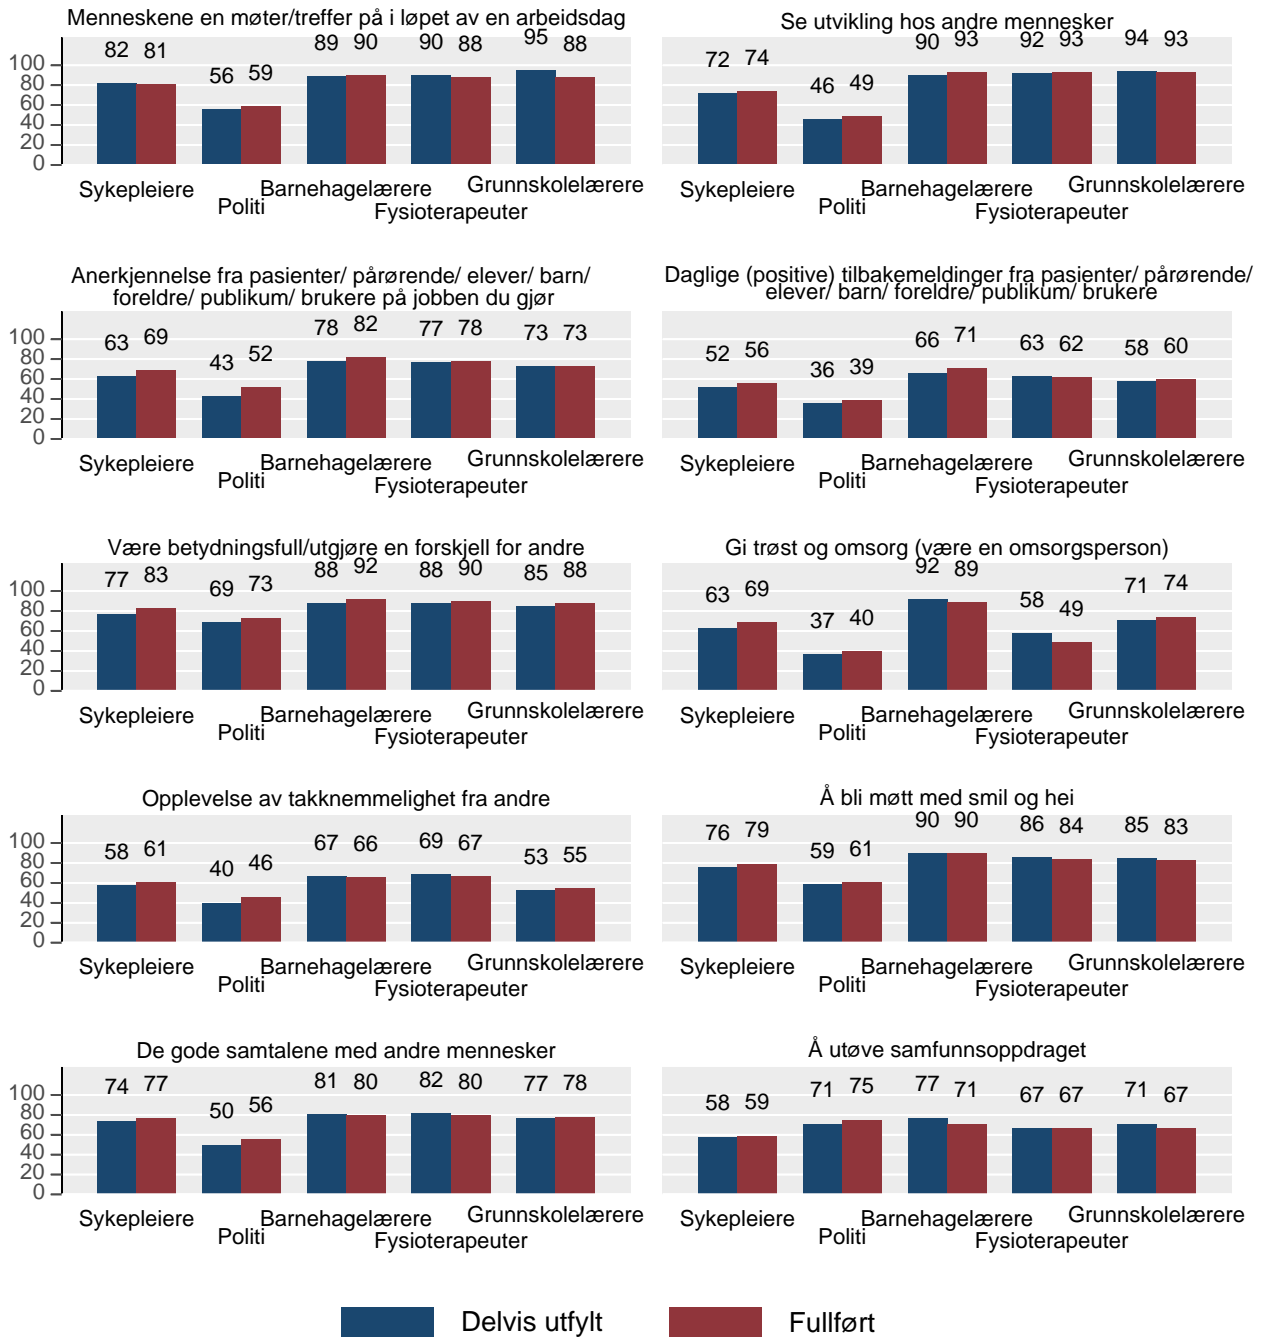 Menneskene en møter/treffer på i løpet av en arbeidsdag
82 81 56 59 89 90 90 88 95 88
100
80
60
40
20
0
Sykepleiere Politi Barnehagelærere Fysioterapeuter Grunnskolelærere
Se utvikling hos andre mennesker
72 74 46 49 90 93 92 93 94 93
Sykepleiere Politi Barnehagelærere Fysioterapeuter Grunnskolelærere
Anerkjennelse fra pasienter/ pårørende/ elever/ barn/
foreldre/ publikum/ brukere på jobben du gjør
63 69 43 52 78 82 77 78 73 73
100
80
60
40
20
0
Sykepleiere Politi Barnehagelærere Fysioterapeuter Grunnskolelærere
Daglige (positive) tilbakemeldinger fra pasienter/ pårørende/
elever/ barn/ foreldre/ publikum/ brukere
52 56 36 39 66 71 63 62 58 60
Sykepleiere Politi Barnehagelærere Fysioterapeuter Grunnskolelærere
Være betydningsfull/utgjøre en forskjell for andre
77 83 69 73 88 92 88 90 85 88
100
80
60
40
20
0
Sykepleiere Politi Barnehagelærere Fysioterapeuter Grunnskolelærere
Gi trøst og omsorg (være en omsorgsperson)
63 69 37 40 92 89 58 49 71 74
Sykepleiere Politi Barnehagelærere Fysioterapeuter Grunnskolelærere
Opplevelse av takknemmelighet fra andre
58 61 40 46 67 66 69 67 53 55
100
80
60
40
20
0
Sykepleiere Politi Barnehagelærere Fysioterapeuter Grunnskolelærere
Å bli møtt med smil og hei
76 79 59 61 90 90 86 84 85 83
Sykepleiere Politi Barnehagelærere Fysioterapeuter Grunnskolelærere
De gode samtalene med andre mennesker
74 77 50 56 81 80 82 80 77 78
100
80
60
40
20
0
Sykepleiere Politi Barnehagelærere Fysioterapeuter Grunnskolelærere
Å utøve samfunnsoppdraget
58 59 71 75 77 71 67 67 71 67
Sykepleiere Politi Barnehagelærere Fysioterapeuter Grunnskolelærere
Delvis utfylt Fullført